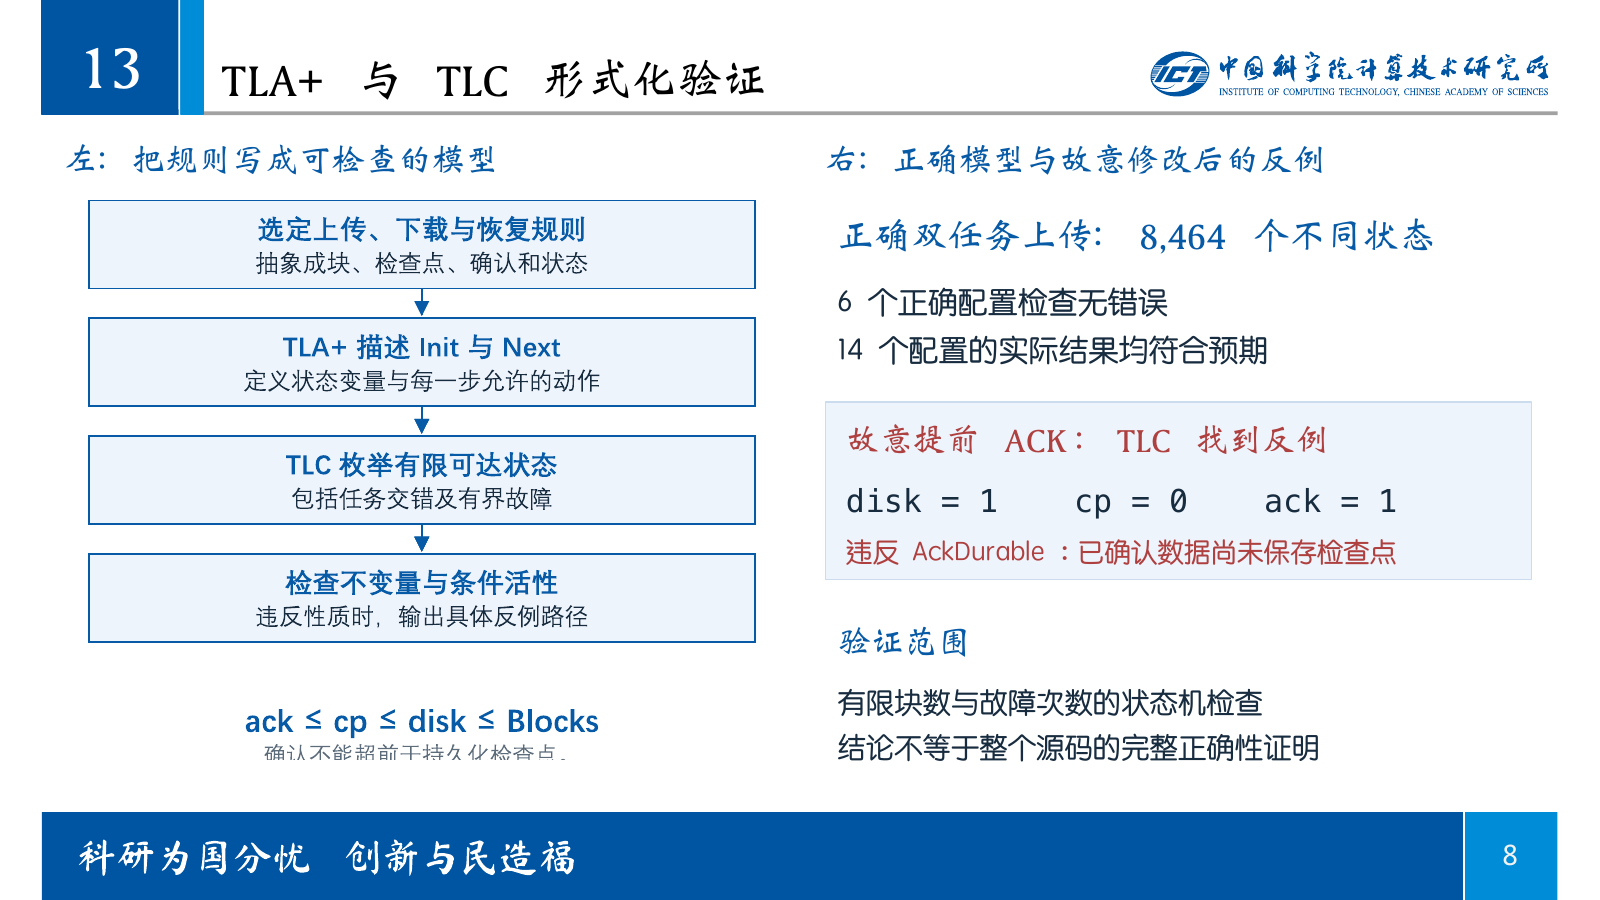 13
TLA+ 与 TLC 形式化验证
中国科学院计算技术研究所
INSTITUTE OF COMPUTING TECHNOLOGY, CHINESE ACADEMY OF SCIENCES
左：把规则写成可检查的模型
选定上传、下载与恢复规则
抽象成块、检查点、确认和状态
TLA+ 描述 Init 与 Next
定义状态变量与每一步允许的动作
TLC 枚举有限可达状态
包括任务交错及有界故障
检查不变量与条件活性
违反性质时，输出具体反例路径
ack ≤ cp ≤ disk ≤ Blocks
确认不能超前于持久化检查点。
右：正确模型与故意修改后的反例
正确双任务上传：8,464 个不同状态
6 个正确配置检查无错误
14 个配置的实际结果均符合预期
故意提前 ACK：TLC 找到反例
disk = 1 cp = 0 ack = 1
违反 AckDurable：已确认数据尚未保存检查点
验证范围
有限块数与故障次数的状态机检查
结论不等于整个源码的完整正确性证明
科研为国分忧 创新与民造福
8